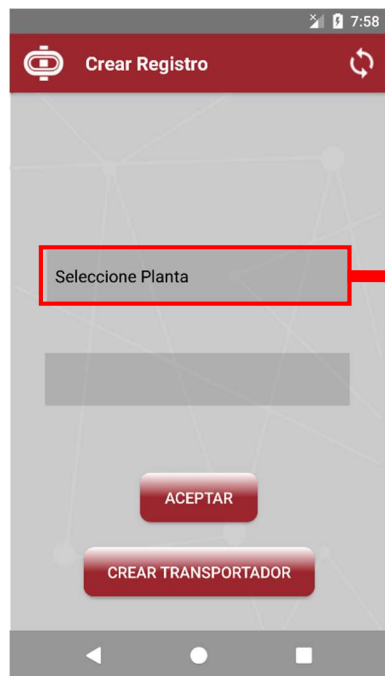 7:58
Crear Registro
Seleccione Planta
ACEPTAR
CREAR TRANSPORTADOR